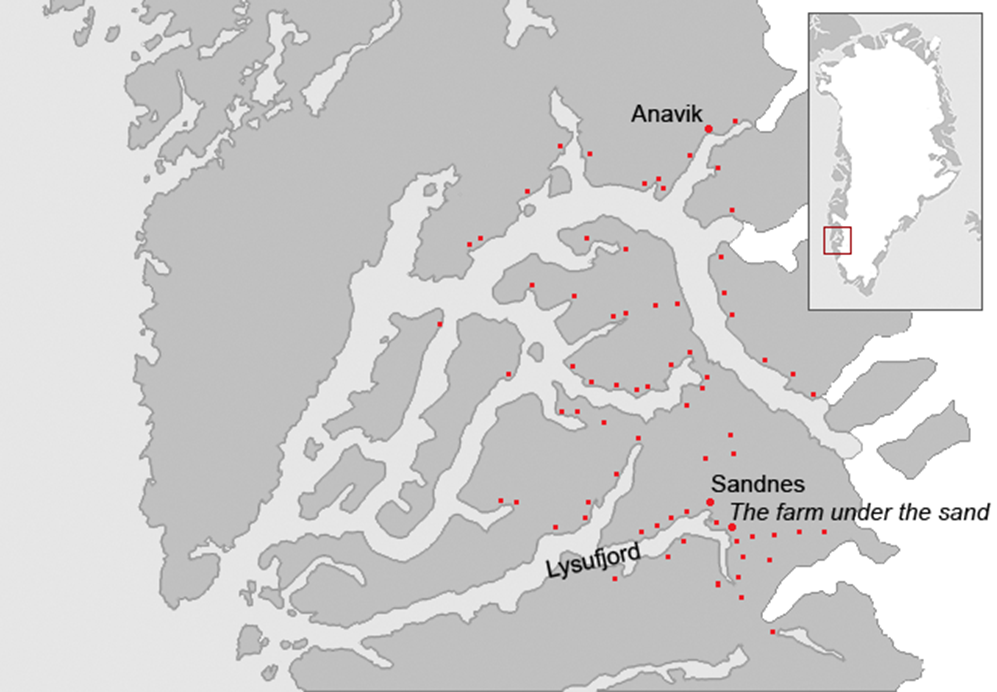 Anavik
Sandnes
The farm under the sand
Lysufjord